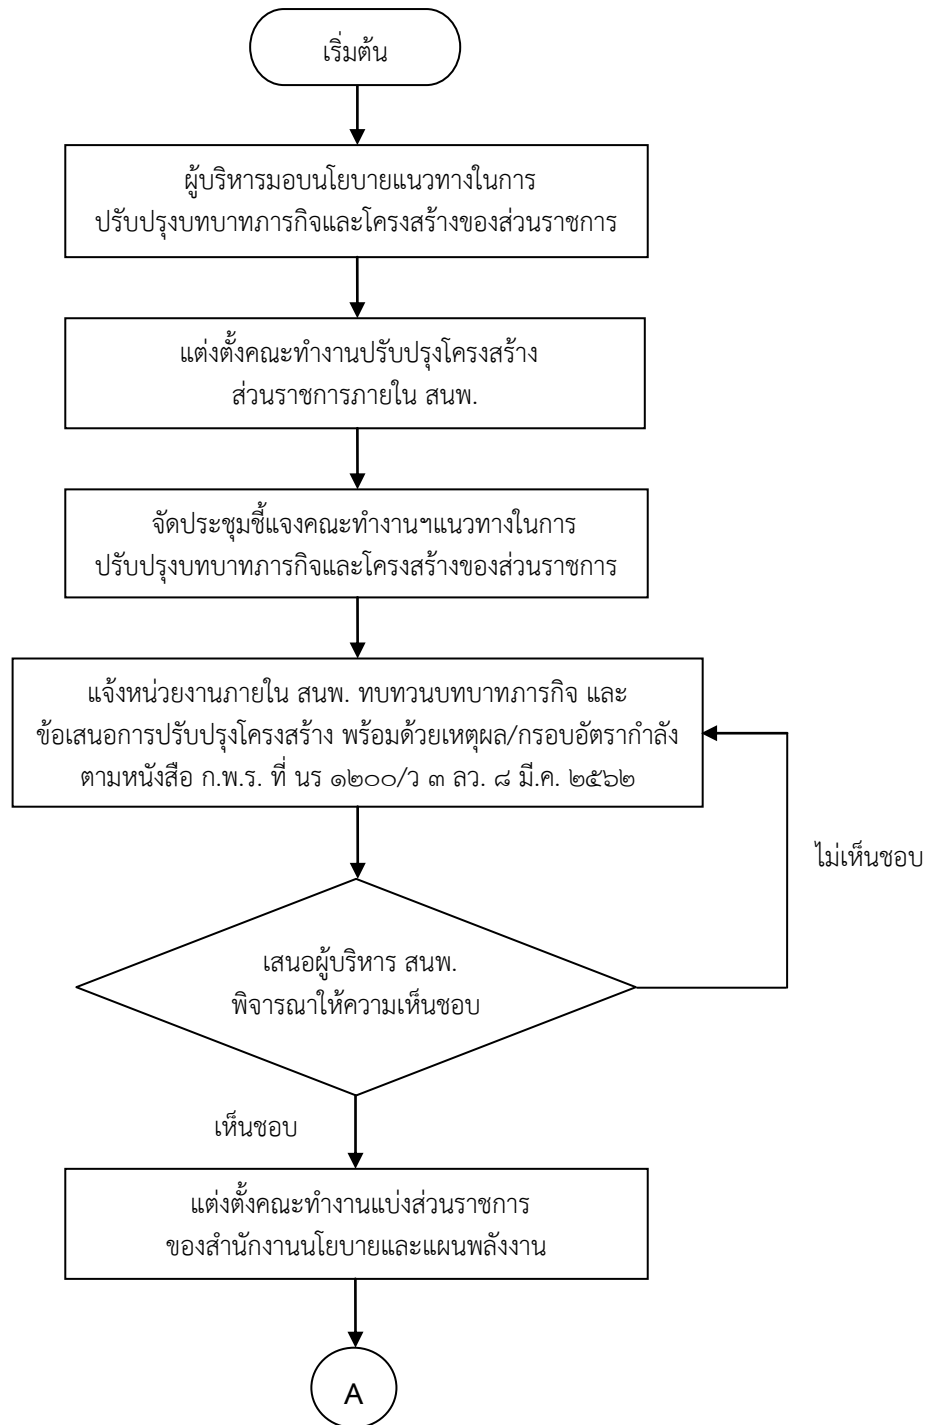 เริ่มต้น
ผู้บริหารมอบนโยบายแนวทางในการ
ปรับปรุงบทบาทภารกิจและโครงสร้างของส่วนราชการ
แต่งตั้งคณะทำงานปรับปรุงโครงสร้าง
ส่วนราชการภายใน สนพ.
จัดประชุมชี้แจงคณะทำงานฯแนวทางในการ
ปรับปรุงบทบาทภารกิจและโครงสร้างของส่วนราชการ
แจ้งหน่วยงานภายใน สนพ. ทบทวนบทบาทภารกิจ และ
ข้อเสนอการปรับปรุงโครงสร้าง พร้อมด้วยเหตุผล/กรอบอัตรากำลัง
ตามหนังสือ ก.พ.ร. ที่ นร ๑๒๐๐/ว ๓ ลว. ๘ มี.ค. ๒๕๖๒
ไม่เห็นชอบ
เสนอผู้บริหาร สนพ.
พิจารณาให้ความเห็นชอบ
เห็นชอบ
แต่งตั้งคณะทำงานแบ่งส่วนราชการ
ของสำนักงานนโยบายและแผนพลังงาน
A